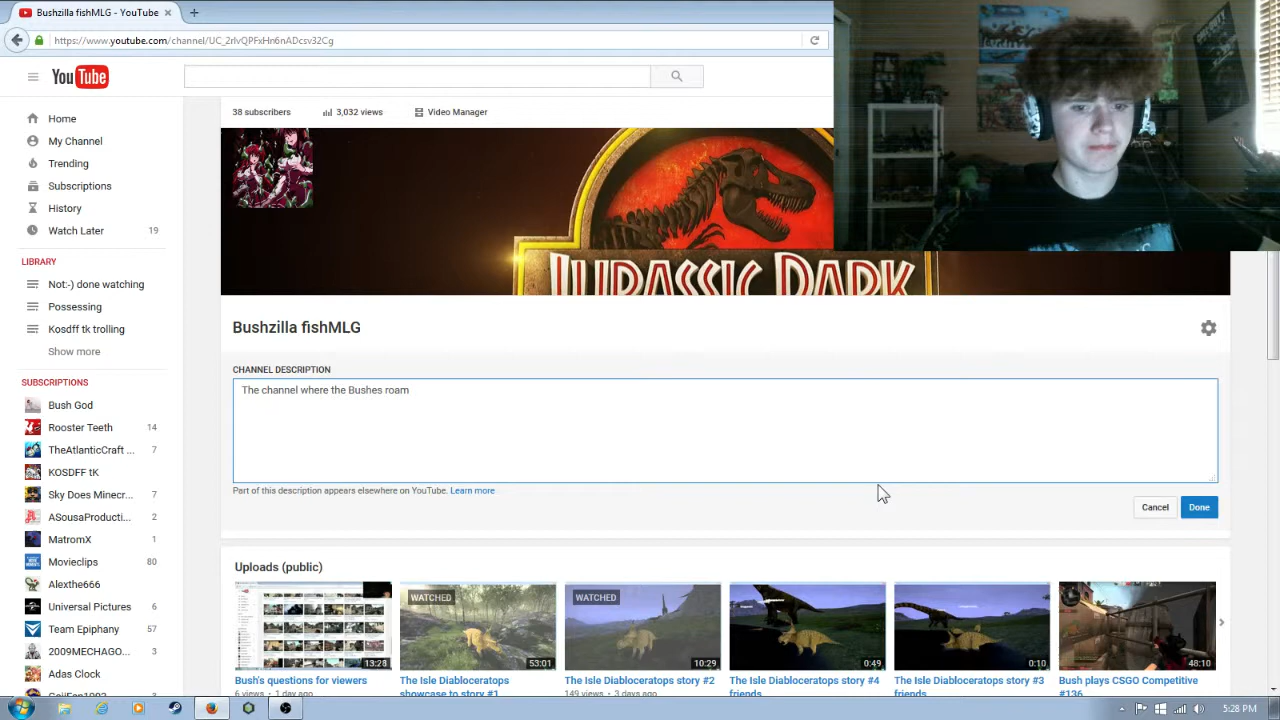 Bushzilla fishMLG - YouTube
https://www.youtube.com/channel/UC_2rlvQPFxHn6nADcsv32Cg
YouTube
38 subscribers
3,032 views
Video Manager
Home
My Channel
Trending
Subscriptions
History
Watch Later 19
LIBRARY
Not:-) done watching
Possessing
Kosdff tk trolling
Show more
SUBSCRIPTIONS
Bush God
Rooster Teeth 14
TheAtlanticCraft ... 7
KOSDFF tK
Sky Does Minecr... 7
ASousaProducti... 2
MatromX 1
Movieclips 80
Alexthe666
Universal Pictures
Team Epiphany 57
2009MECHAGO...
Adas Clock
GojiFan1992 3
JURASSIC PARK
Bushzilla fishMLG
CHANNEL DESCRIPTION
The channel where the Bushes roam
Part of this description appears elsewhere on YouTube. Learn more
Cancel
Done
Uploads (public)
13:28
Bush's questions for viewers
6 views • 1 day ago
WATCHED
53:01
The Isle Diabloceratops
showcase to story #1
WATCHED
10:29
The Isle Diabloceratops story #2
149 views • 3 days ago
0:49
The Isle Diabloceratops story #4
friends
0:10
The Isle Diabloceratops story #3
friends
48:10
Bush plays CSGO Competitive
#136
5:28 PM